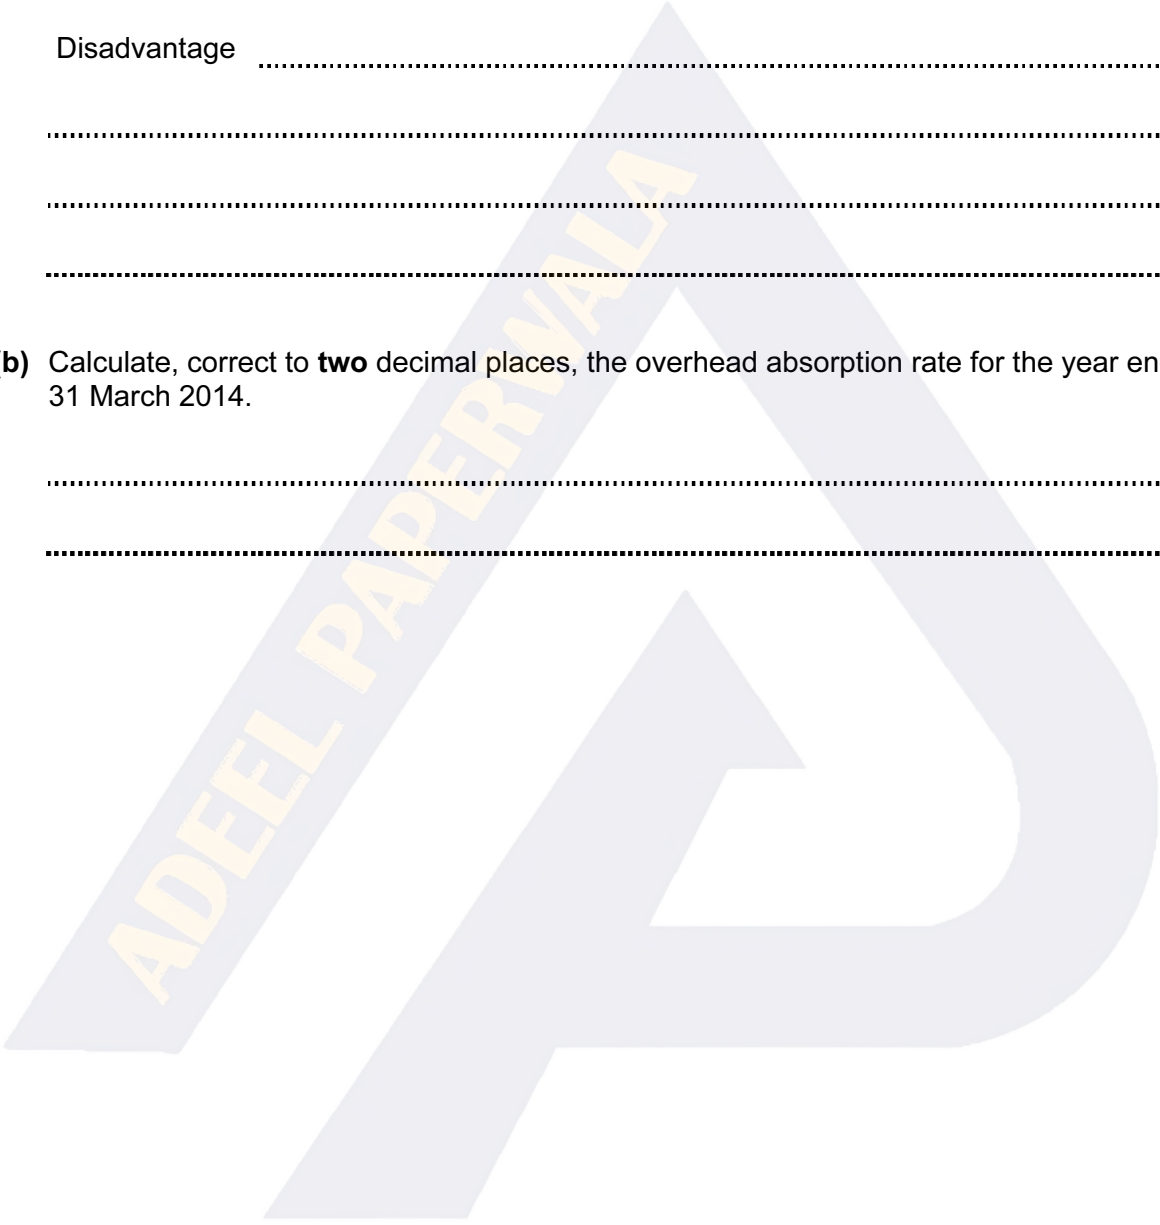 Disadvantage
(b) Calculate, correct to two decimal places, the overhead absorption rate for the year en
31 March 2014.
ADEEL PAPERWALA